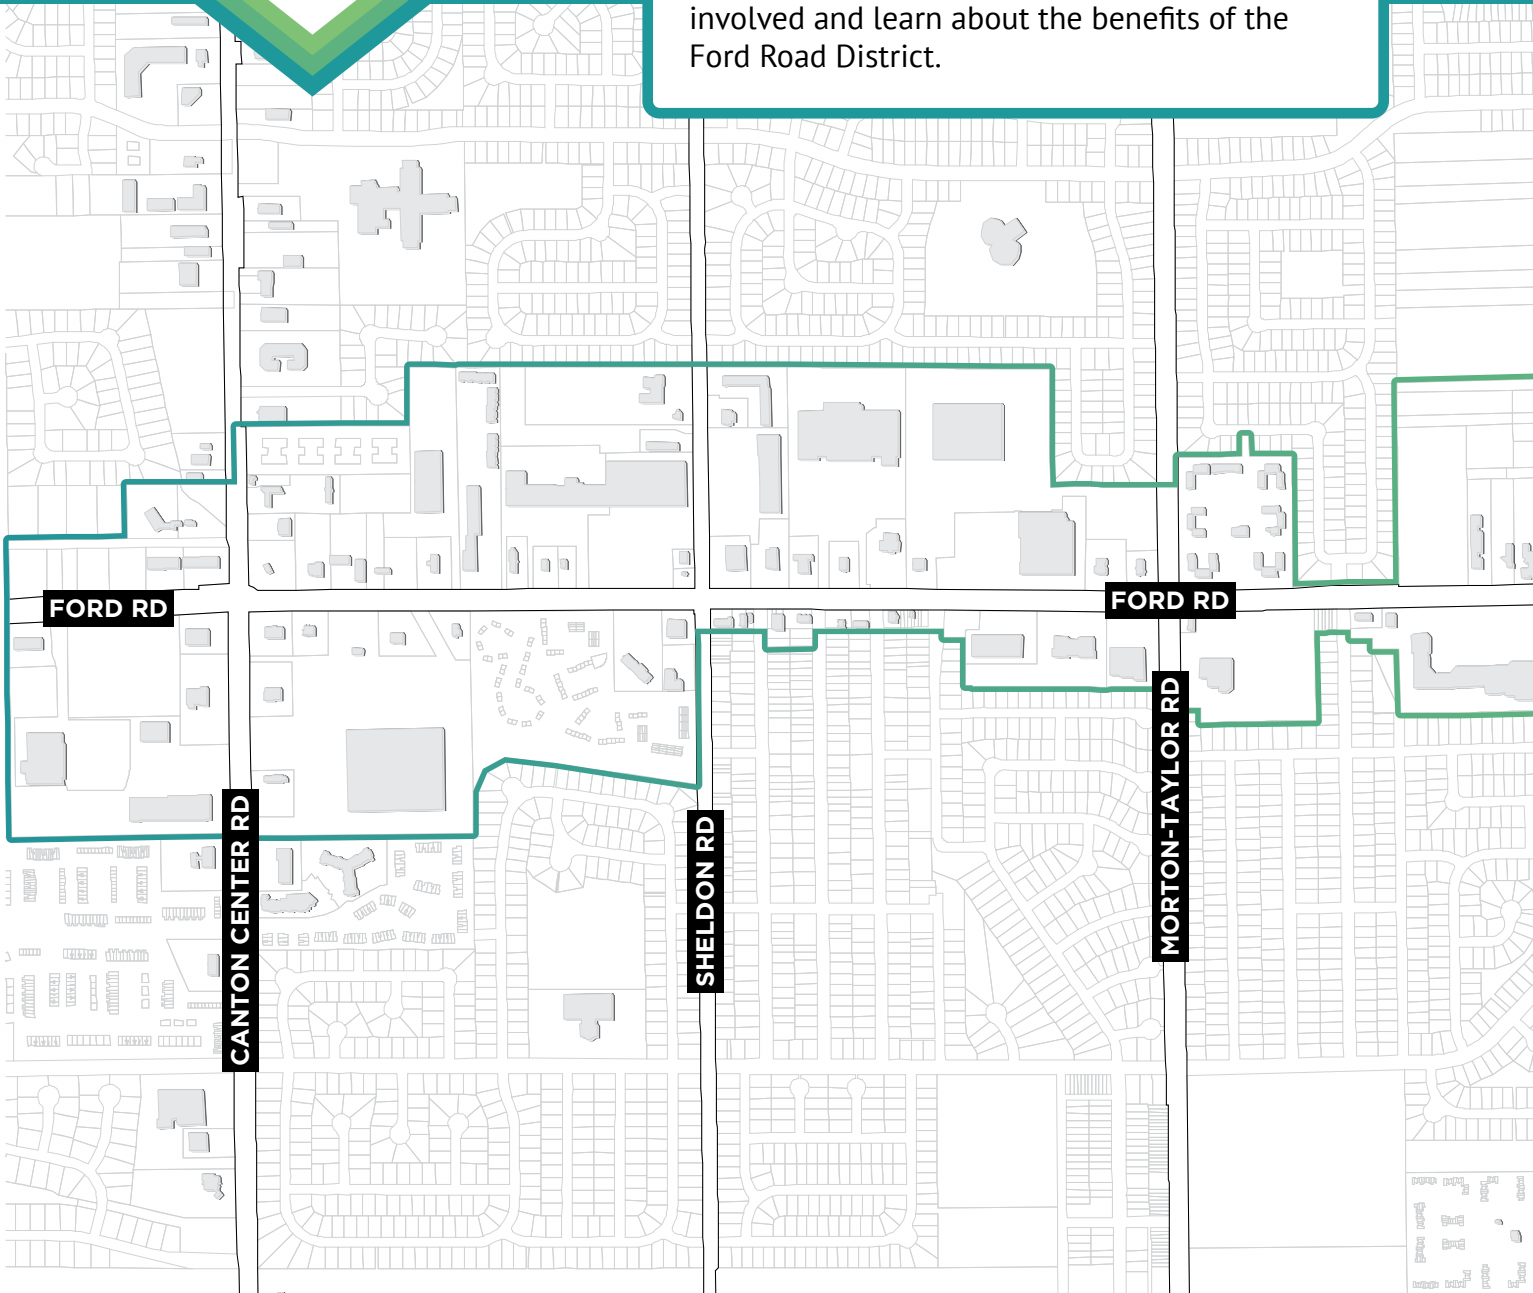 involved and learn about the benefits of the
Ford Road District.
FORD RD
FORD RD
CANTON CENTER RD
SHELDON RD
MORTON-TAYLOR RD